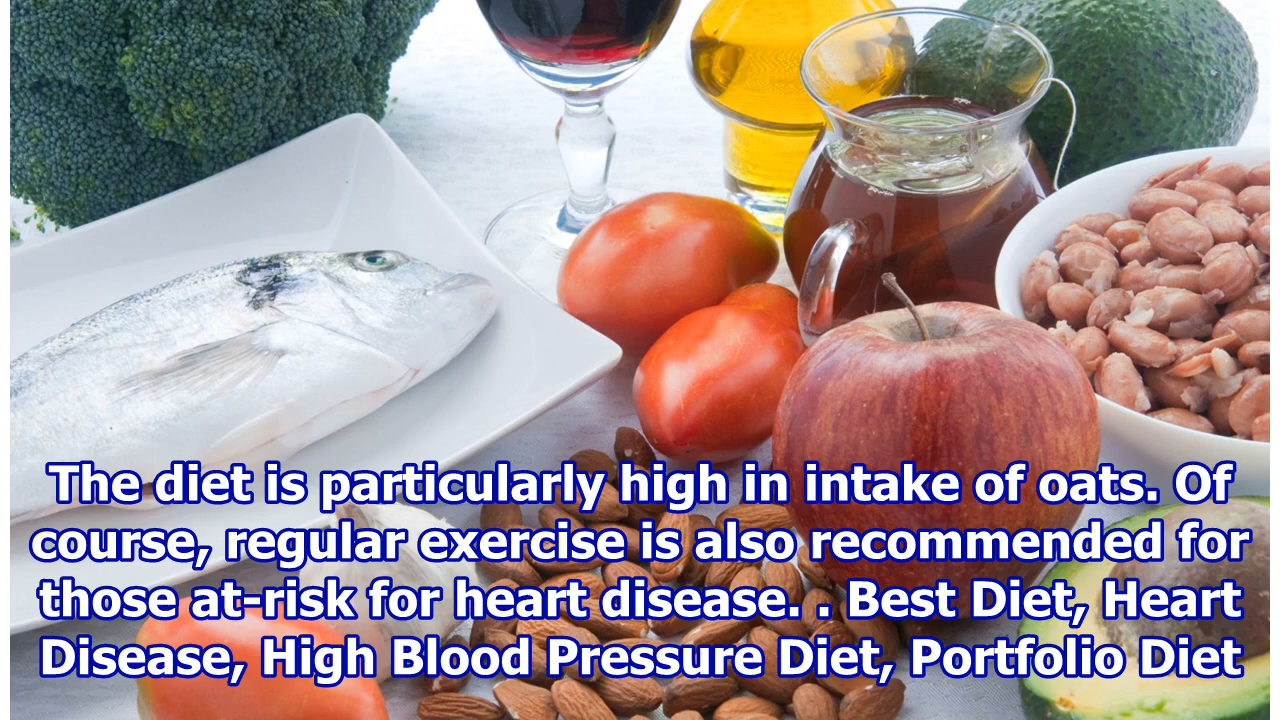 The diet is particularly high in intake of oats. Of
course, regular exercise is also recommended for
those at-risk for heart disease. . Best Diet, Heart
Disease, High Blood Pressure Diet, Portfolio Diet